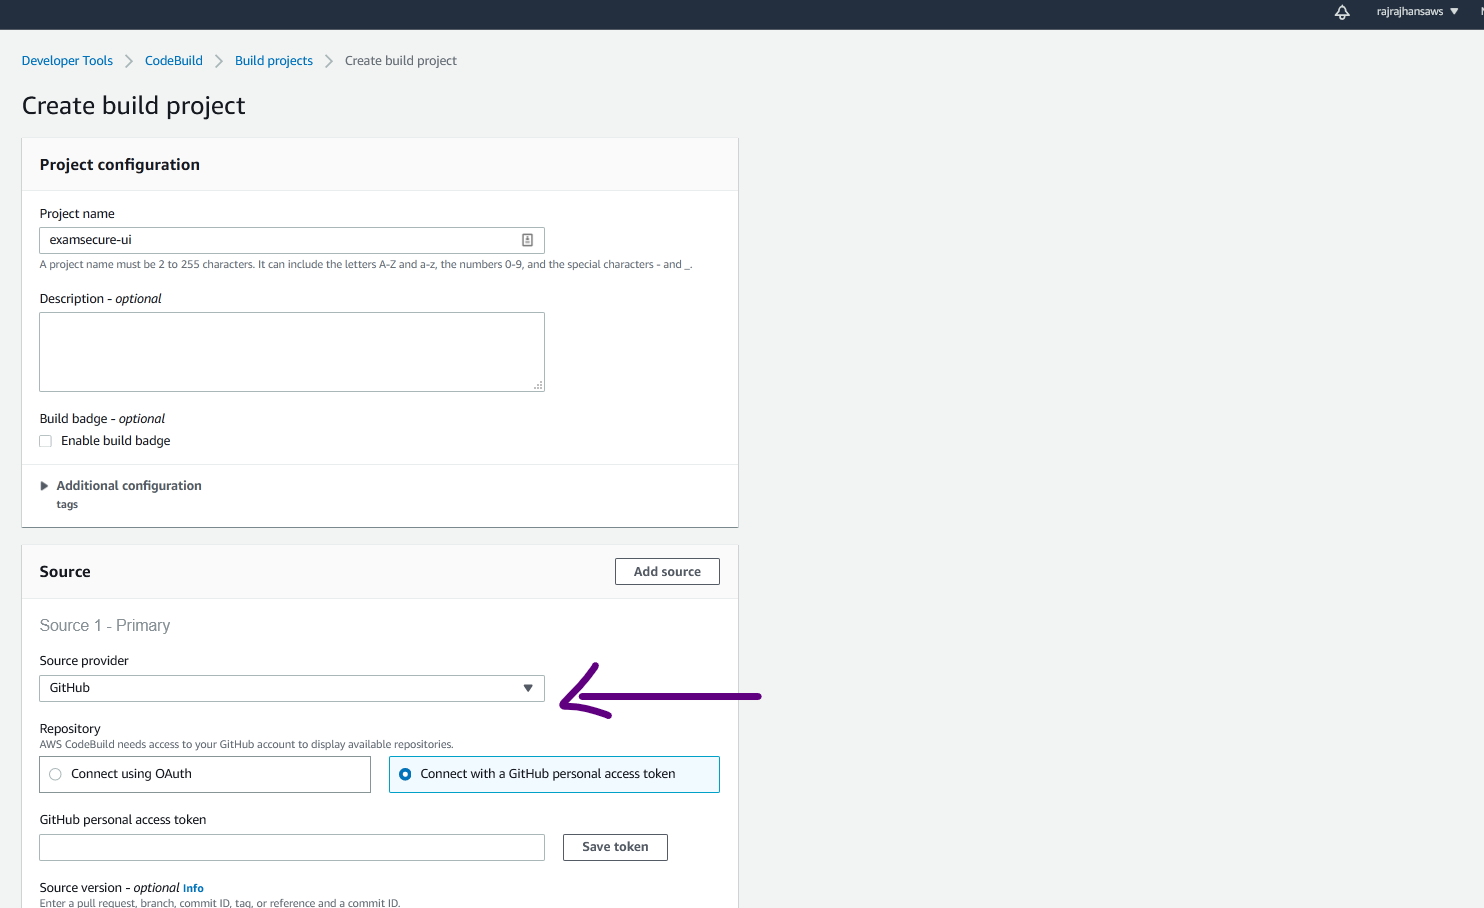 rajrajhansaws
Developer Tools CodeBuild Build projects Create build project
Create build project
Project configuration
Project name
examsecure-ui
A project name must be 2 to 255 characters. It can include the letters A-Z and a-z, the numbers 0-9, and the special characters - and _.
Description - optional
Build badge - optional
Enable build badge
Additional configuration
tags
Source
Add source
Source 1 - Primary
Source provider
GitHub
Repository
AWS CodeBuild needs access to your GitHub account to display available repositories.
Connect using OAuth
Connect with a GitHub personal access token
GitHub personal access token
Save token
Source version - optional Info
Enter a pull request, branch, commit ID, tag, or reference and a commit ID.